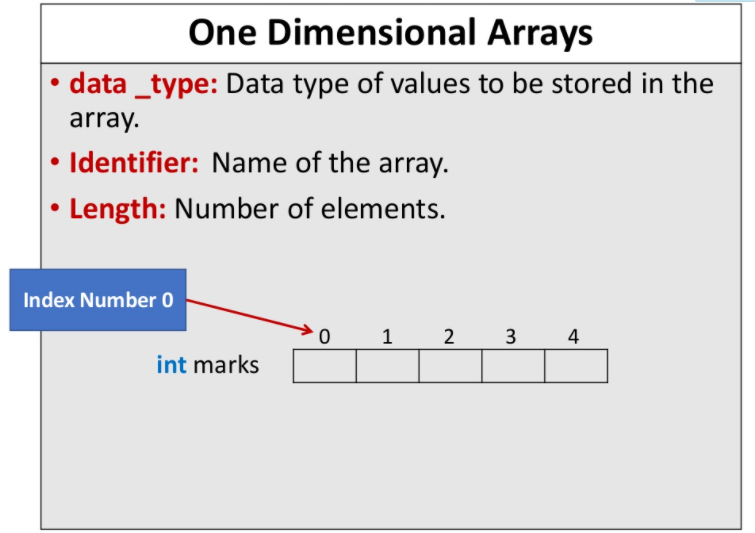 One Dimensional Arrays
• data _type: Data type of values to be stored in the
array.
• Identifier: Name of the array.
• Length: Number of elements.
Index Number 0
0 1 2 3 4
int marks